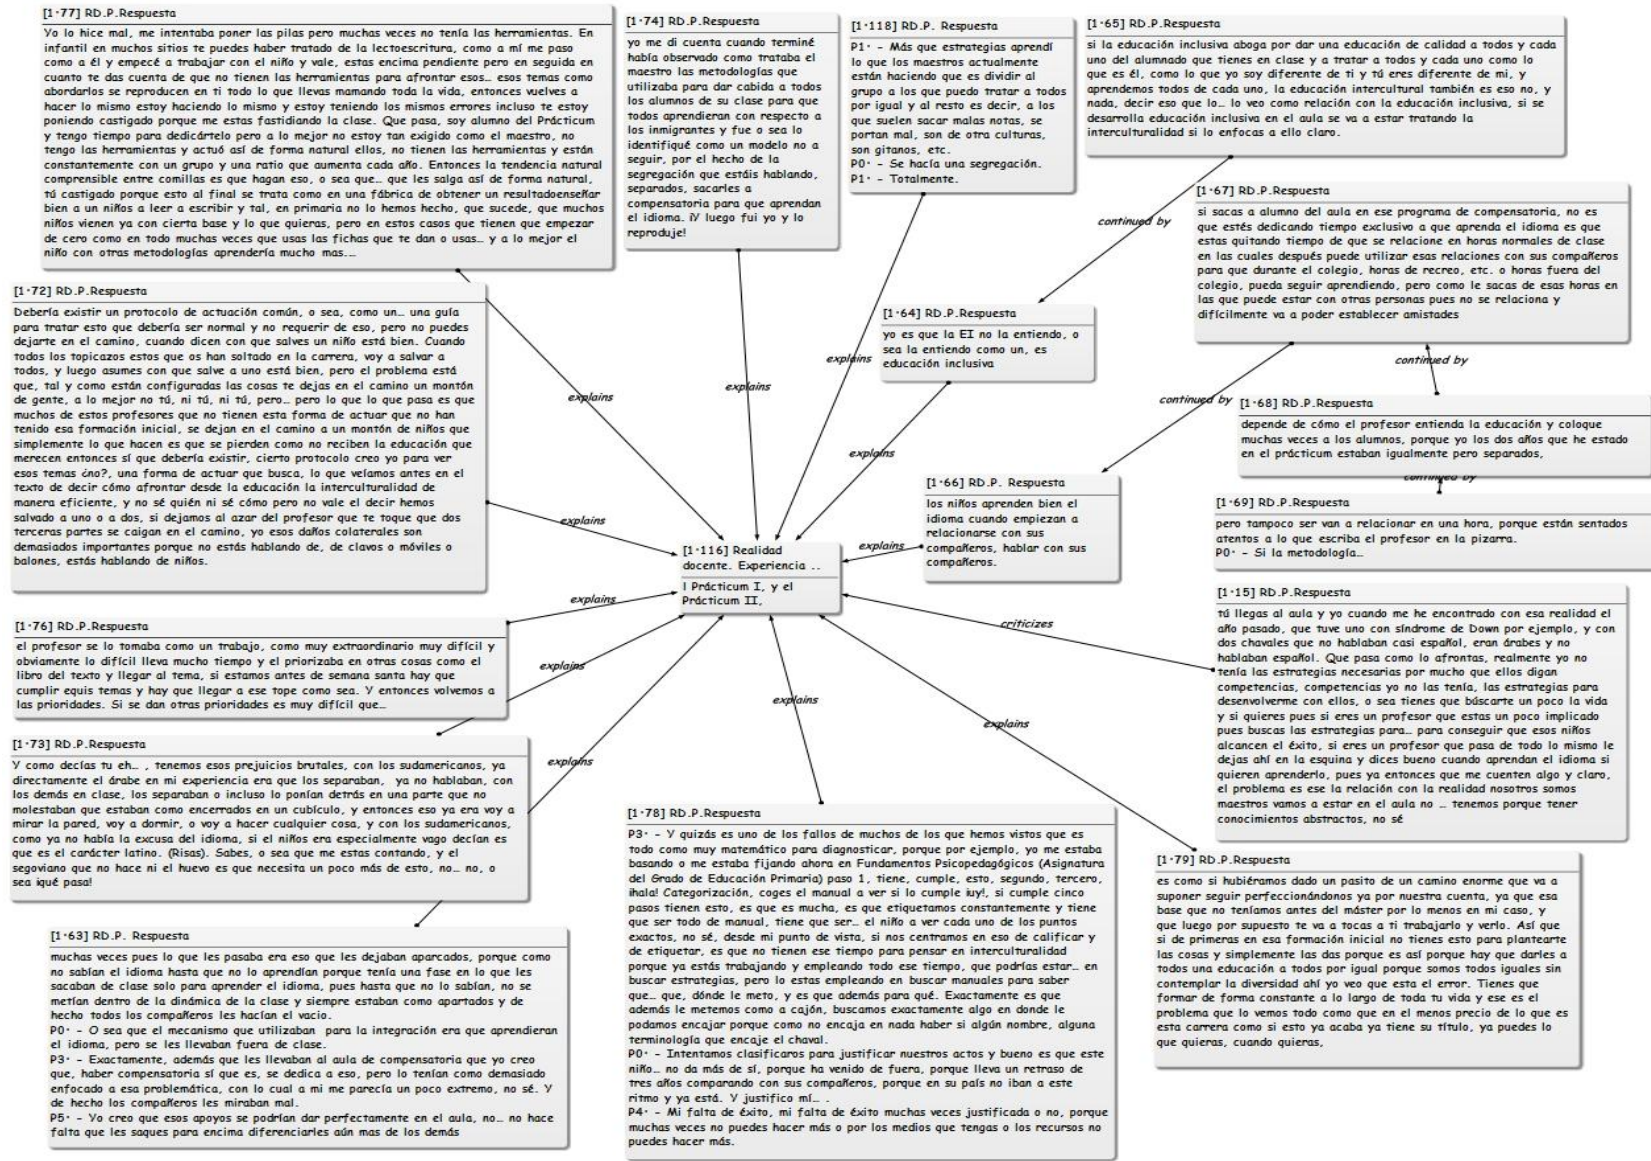 [1·77] RD.P.Respuesta
Yo lo hice mal, me intentaba poner las pilas pero muchas veces no tenía las herramientas. En
infantil en muchos sitios te puedes haber tratado de la lectoescritura, como a mí me paso
como a él y empecé a trabajar con el niño y vale, estas encima pendiente pero en seguida en
cuanto te das cuenta de que no tienen las herramientas para afrontar esos... esos temas como
abordarlos se reproducen en ti todo lo que llevas mamando toda la vida, entonces vuelves a
hacer lo mismo estoy haciendo lo mismo y estoy teniendo los mismos errores incluso te estoy
poniendo castigado porque me estas fastidiando la clase. Que pasa, soy alumno del Prácticum
y tengo tiempo para dedicártelo pero a lo mejor no estoy tan exigido como el maestro, no
tengo las herramientas y actuó así de forma natural ellos, no tienen las herramientas y están
constantemente con un grupo y una ratio que aumenta cada año. Entonces la tendencia natural
comprensible entre comillas es que hagan eso, o sea que... que les salga así de forma natural,
tú castigado porque esto al final se trata como en una fábrica de obtener un resultadoenseñar
bien a un niños a leer a escribir y tal, en primaria no lo hemos hecho, que sucede, que muchos
niños vienen ya con cierta base y lo que quieras, pero en estos casos que tienen que empezar
de cero como en todo muchas veces que usas las fichas que te dan o usas... y a lo mejor el
niño con otras metodologías aprendería mucho mas....
[1·74] RD.P.Respuesta
yo me di cuenta cuando terminé
había observado como trataba el
maestro las metodologías que
utilizaba para dar cabida a todos
los alumnos de su clase para que
todos aprendieran con respecto a
los inmigrantes y fue o sea lo
identifiqué como un modelo no a
seguir, por el hecho de la
segregación que estáis hablando,
separados, sacarles a
compensatoria para que aprendan
el idioma. ¡Y luego fui yo y lo
reproduje!
[1·118] RD.P. Respuesta
P1· - Más que estrategias aprendí
lo que los maestros actualmente
están haciendo que es dividir al
grupo a los que puedo tratar a todos
por igual y al resto es decir, a los
que suelen sacar malas notas, se
portan mal, son de otra culturas,
son gitanos, etc.
P0· - Se hacía una segregación.
P1· - Totalmente.
[1·65] RD.P.Respuesta
si la educación inclusiva aboga por dar una educación de calidad a todos y cada
uno del alumnado que tienes en clase y a tratar a todos y cada uno como lo
que es él, como lo que yo soy diferente de ti y tú eres diferente de mi, y
aprendemos todos de cada uno, la educación intercultural también es eso no, y
nada, decir eso que lo... lo veo como relación con la educación inclusiva, si se
desarrolla educación inclusiva en el aula se va a estar tratando la
interculturalidad si lo enfocas a ello claro.
continued by
[1·67] RD.P.Respuesta
si sacas a alumno del aula en ese programa de compensatoria, no es
que estés dedicando tiempo exclusivo a que aprenda el idioma es que
estas quitando tiempo de que se relacione en horas normales de clase
en las cuales después puede utilizar esas relaciones con sus compañeros
para que durante el colegio, horas de recreo, etc. o horas fuera del
colegio, pueda seguir aprendiendo, pero como le sacas de esas horas en
las que puede estar con otras personas pues no se relaciona y
difícilmente va a poder establecer amistades
[1·72] RD.P.Respuesta
Debería existir un protocolo de actuación común, o sea, como un... una guía
para tratar esto que debería ser normal y no requerir de eso, pero no puedes
dejarte en el camino, cuando dicen con que salves un niño está bien. Cuando
todos los topicazos estos que os han soltado en la carrera, voy a salvar a
todos, y luego asumes con que salve a uno está bien, pero el problema está
que, tal y como están configuradas las cosas te dejas en el camino un montón
de gente, a lo mejor no tú, ni tú, ni tú, pero... pero lo que lo que pasa es que
muchos de estos profesores que no tienen esta forma de actuar que no han
tenido esa formación inicial, se dejan en el camino a un montón de niños que
simplemente lo que hacen es que se pierden como no reciben la educación que
merecen entonces sí que debería existir, cierto protocolo creo yo para ver
esos temas ¿no?, una forma de actuar que busca, lo que veíamos antes en el
texto de decir cómo afrontar desde la educación la interculturalidad de
manera eficiente, y no sé quién ni sé cómo pero no vale el decir hemos
salvado a uno o a dos, si dejamos al azar del profesor que te toque que dos
terceras partes se caigan en el camino, yo esos daños colaterales son
demasiados importantes porque no estás hablando de, de clavos o móviles o
balones, estás hablando de niños.
[1·64] RD.P.Respuesta
yo es que la EI no la entiendo, o
sea la entiendo como un, es
educación inclusiva
explains
explains
explains
explains
continued by
continued by
[1·68] RD.P.Respuesta
depende de cómo el profesor entienda la educación y coloque
muchas veces a los alumnos, porque yo los dos años que he estado
en el prácticum estaban igualmente pero separados,
continued by
[1·66] RD.P. Respuesta
los niños aprenden bien el
idioma cuando empiezan a
relacionarse con sus
compañeros, hablar con sus
compañeros.
[1·69] RD.P.Respuesta
pero tampoco ser van a relacionar en una hora, porque están sentados
atentos a lo que escriba el profesor en la pizarra.
P0· - Si la metodología...
explains
explains
[1·116] Realidad
docente. Experiencia ..
l Prácticum I, y el
Prácticum II,
explains
criticizes
[1·15] RD.P.Respuesta
tú llegas al aula y yo cuando me he encontrado con esa realidad el
año pasado, que tuve uno con síndrome de Down por ejemplo, y con
dos chavales que no hablaban casi español, eran árabes y no
hablaban español. Que pasa como lo afrontas, realmente yo no
tenía las estrategias necesarias por mucho que ellos digan
competencias, competencias yo no las tenía, las estrategias para
desenvolverme con ellos, o sea tienes que búscarte un poco la vida
y si quieres pues si eres un profesor que estas un poco implicado
pues buscas las estrategias para... para conseguir que esos niños
alcancen el éxito, si eres un profesor que pasa de todo lo mismo le
dejas ahí en la esquina y dices bueno cuando aprendan el idioma si
quieren aprenderlo, pues ya entonces que me cuenten algo y claro,
el problema es ese la relación con la realidad nosotros somos
maestros vamos a estar en el aula no ... tenemos porque tener
conocimientos abstractos, no sé
[1·76] RD.P.Respuesta
el profesor se lo tomaba como un trabajo, como muy extraordinario muy difícil y
obviamente lo difícil lleva mucho tiempo y el priorizaba en otras cosas como el
libro del texto y llegar al tema, si estamos antes de semana santa hay que
cumplir equis temas y hay que llegar a ese tope como sea. Y entonces volvemos a
las prioridades. Si se dan otras prioridades es muy difícil que...
explains
explains
explains
explains
[1·73] RD.P.Respuesta
Y como decías tu eh... , tenemos esos prejuicios brutales, con los sudamericanos, ya
directamente el árabe en mi experiencia era que los separaban, ya no hablaban, con
los demás en clase, los separaban o incluso lo ponían detrás en una parte que no
molestaban que estaban como encerrados en un cubículo, y entonces eso ya era voy a
mirar la pared, voy a dormir, o voy a hacer cualquier cosa, y con los sudamericanos,
como ya no había la excusa del idioma, si el niños era especialmente vago decían es
que es el carácter latino. (Risas). Sabes, o sea que me estas contando, y el
segoviano que no hace ni el huevo es que necesita un poco más de esto, no... no, o
sea ¡qué pasa!
[1·78] RD.P.Respuesta
P3· - Y quizás es uno de los fallos de muchos de los que hemos vistos que es
todo como muy matemático para diagnosticar, porque por ejemplo, yo me estaba
basando o me estaba fijando ahora en Fundamentos Psicopedagógicos (Asignatura
del Grado de Educación Primaria) paso 1, tiene, cumple, esto, segundo, tercero,
¡hala! Categorización, coges el manual a ver si lo cumple ¡uy!, si cumple cinco
pasos tienen esto, es que es mucha, es que etiquetamos constantemente y tiene
que ser todo de manual, tiene que ser... el niño a ver cada uno de los puntos
exactos, no sé, desde mi punto de vista, si nos centramos en eso de calificar y
de etiquetar, es que no tienen ese tiempo para pensar en interculturalidad
porque ya estás trabajando y empleando todo ese tiempo, que podrías estar... en
buscar estrategias, pero lo estas empleando en buscar manuales para saber
que... que, dónde le meto, y es que además para qué. Exactamente es que
además le metemos como a cajón, buscamos exactamente algo en donde le
podamos encajar porque como no encaja en nada haber si algún nombre, alguna
terminología que encaje el chaval.
P0· - Intentamos clasificaros para justificar nuestros actos y bueno es que este
niño... no da más de sí, porque ha venido de fuera, porque lleva un retraso de
tres años comparando con sus compañeros, porque en su país no iban a este
ritmo y ya está. Y justifico mí... .
P4· - Mi falta de éxito, mi falta de éxito muchas veces justificada o no, porque
muchas veces no puedes hacer más o por los medios que tengas o los recursos no
puedes hacer más.
[1·79] RD.P.Respuesta
es como si hubiéramos dado un pasito de un camino enorme que va a
suponer seguir perfeccionándonos ya por nuestra cuenta, ya que esa
base que no teníamos antes del máster por lo menos en mi caso, y
que luego por supuesto te va a tocas a ti trabajarlo y verlo. Así que
si de primeras en esa formación inicial no tienes esto para plantearte
las cosas y simplemente las das porque es así porque hay que darles a
todos una educación a todos por igual porque somos todos iguales sin
contemplar la diversidad ahí yo veo que esta el error. Tienes que
formar de forma constante a lo largo de toda tu vida y ese es el
problema que lo vemos todo como que en el menos precio de lo que es
esta carrera como si esto ya acaba ya tiene su título, ya puedes lo
que quieras, cuando quieras,
[1·63] RD.P. Respuesta
muchas veces pues lo que les pasaba era eso que les dejaban aparcados, porque como
no sabían el idioma hasta que no lo aprendían porque tenía una fase en lo que les
sacaban de clase solo para aprender el idioma, pues hasta que no lo sabían, no se
metían dentro de la dinámica de la clase y siempre estaban como apartados y de
hecho todos los compañeros les hacían el vacio.
P0· - O sea que el mecanismo que utilizaban para la integración era que aprendieran
el idioma, pero se les llevaban fuera de clase.
P3· - Exactamente, además que les llevaban al aula de compensatoria que yo creo
que, haber compensatoria sí que es, se dedica a eso, pero lo tenían como demasiado
enfocado a esa problemática, con lo cual a mi me parecía un poco extremo, no sé. Y
de hecho los compañeros les miraban mal.
P5· - Yo creo que esos apoyos se podrían dar perfectamente en el aula, no... no hace
falta que les saques para encima diferenciarles aún mas de los demás